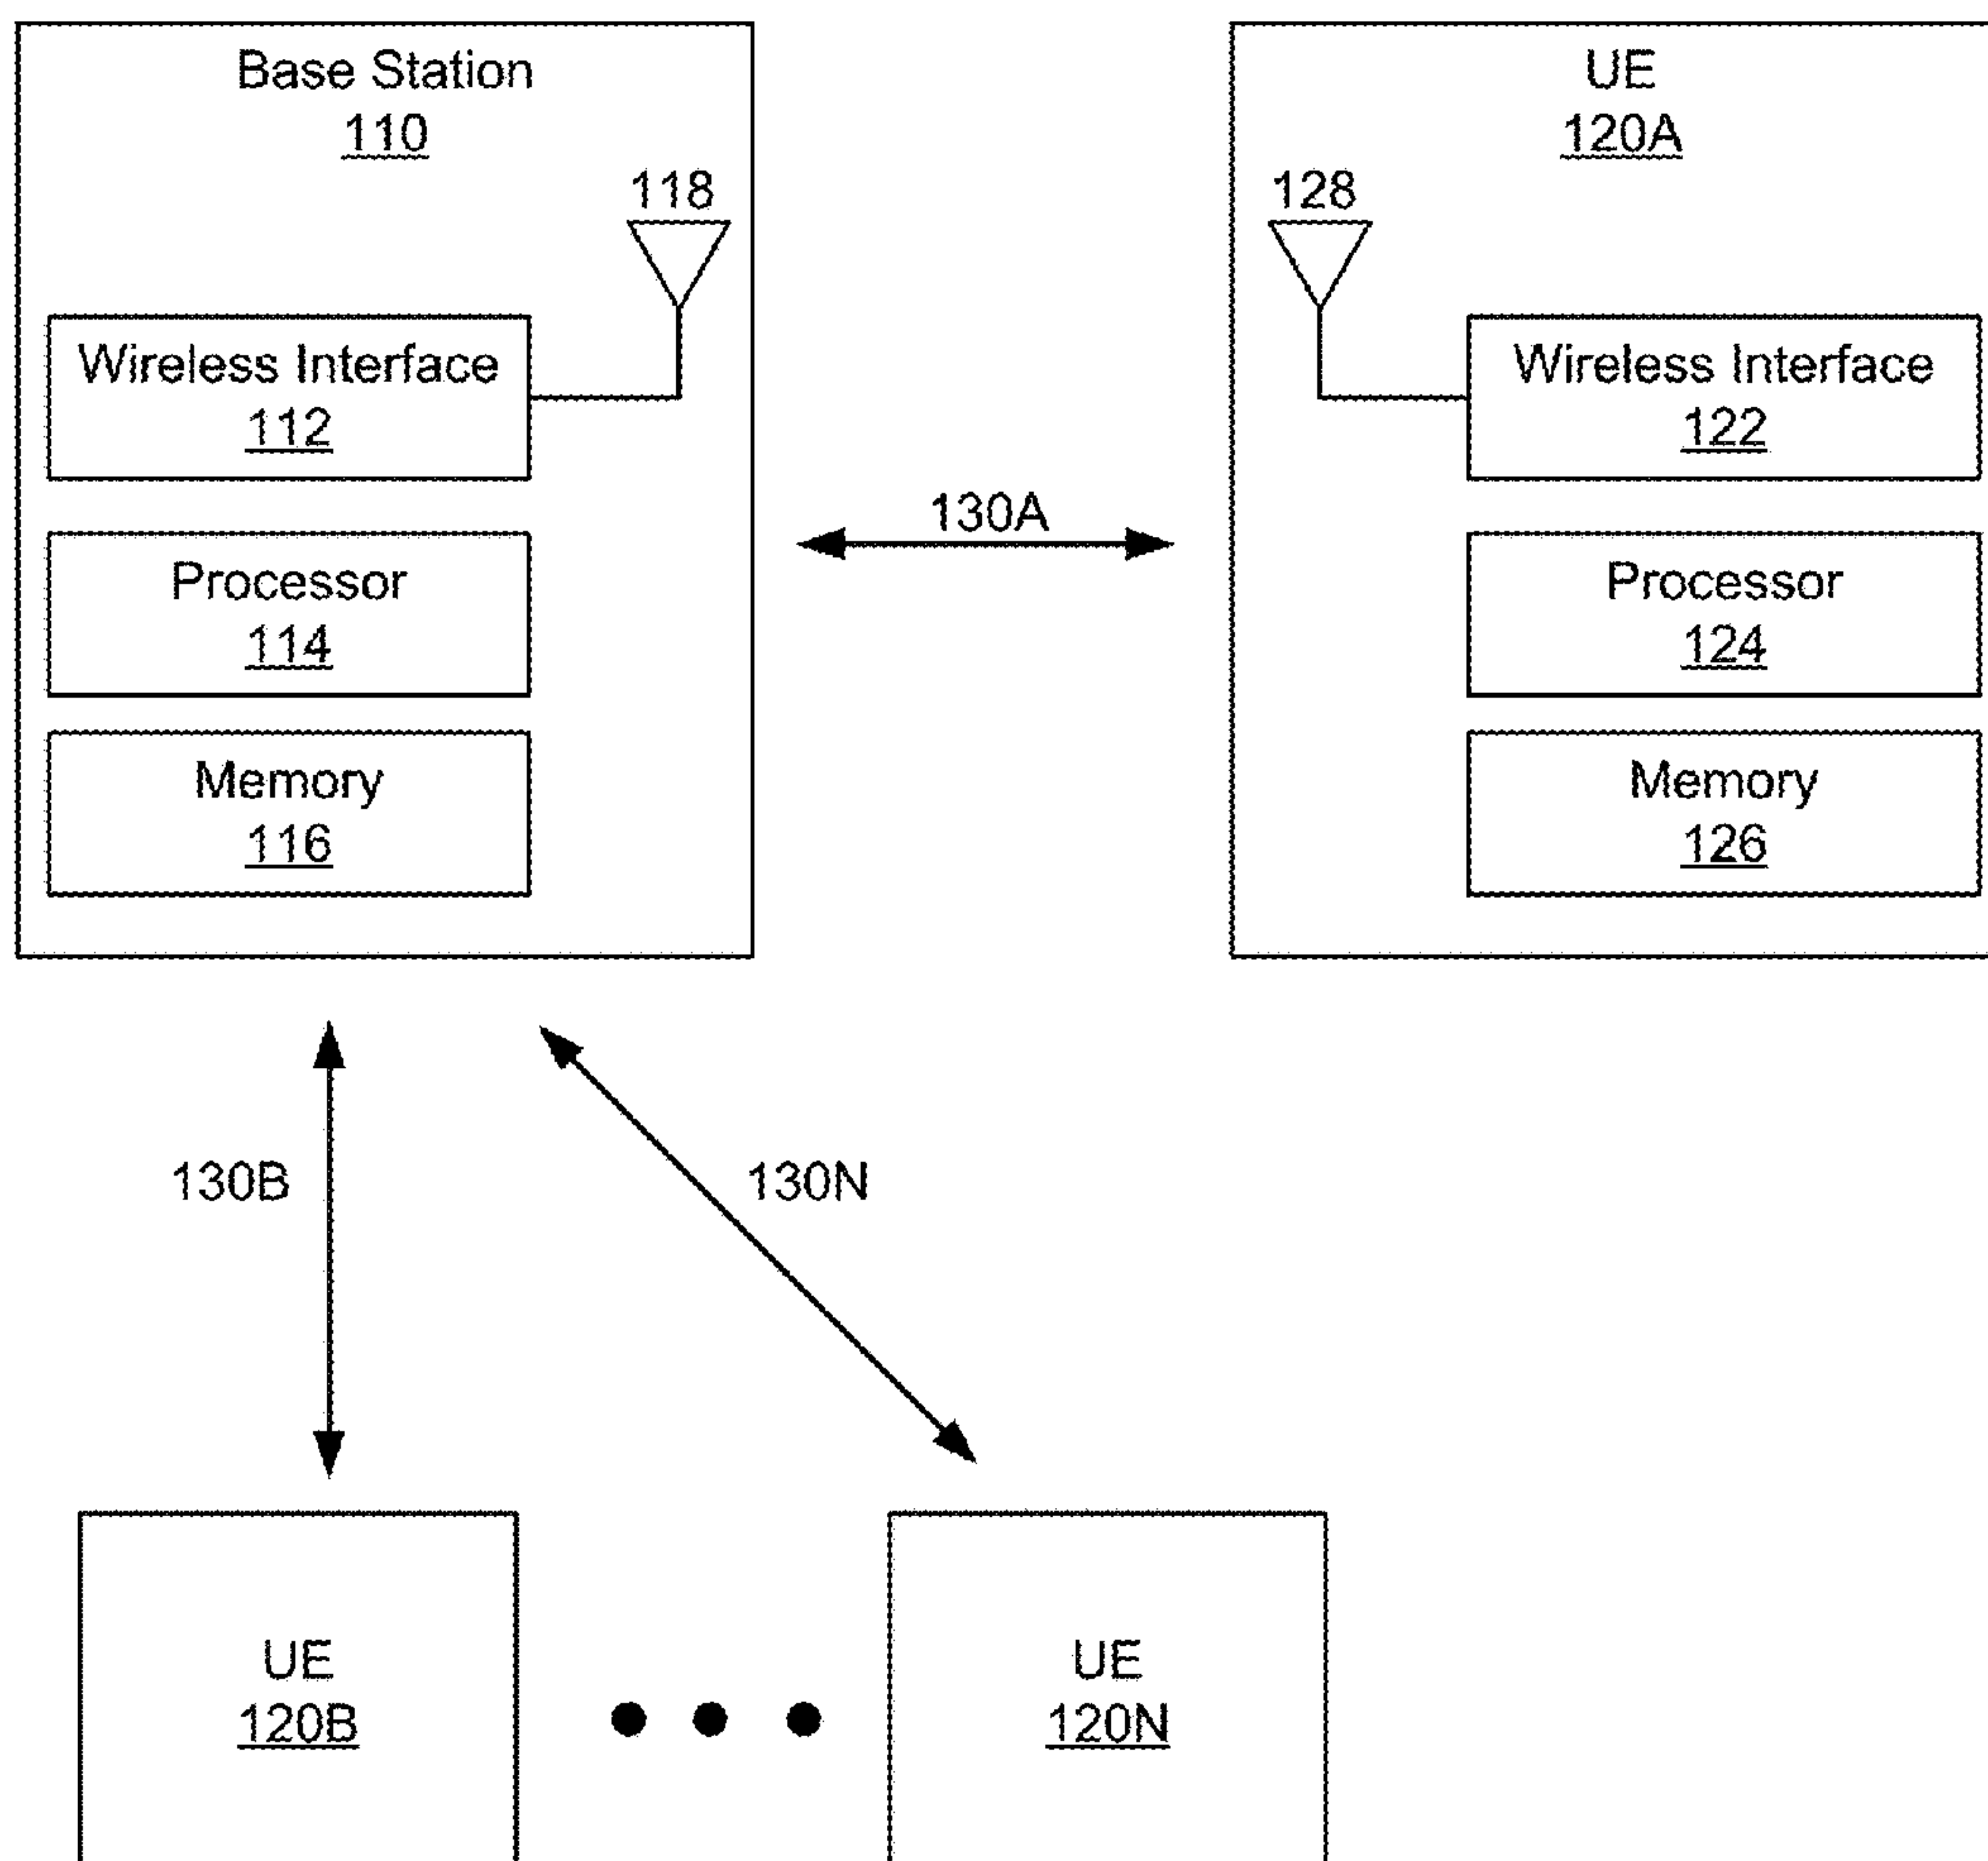 Base Station
110
118
Wireless Interface
112
Processor
114
Memory
116
UE
120A
128
Wireless Interface
122
Processor
124
Memory
126
130A
130B
130N
UE
120B
UE
120N